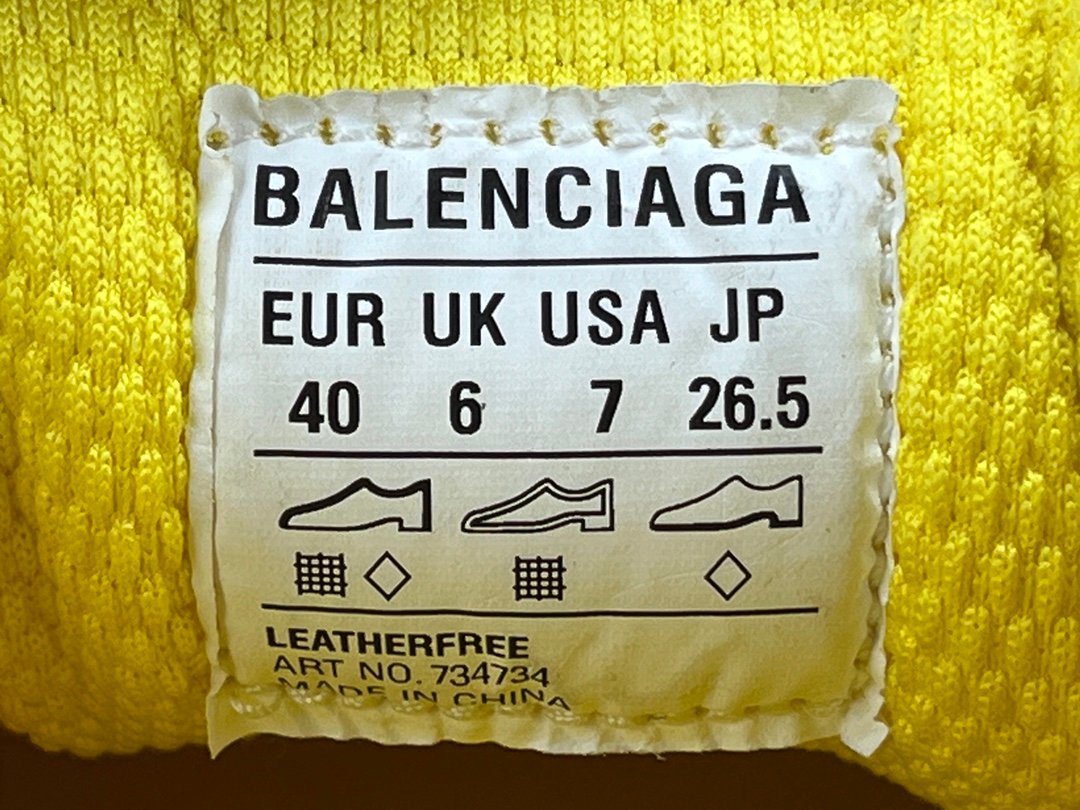 BALENCIAGA
EUR UK USA JP
40 6 7 26.5
LEATHERFREE
ART NO. 734734
MADE IN CHINA